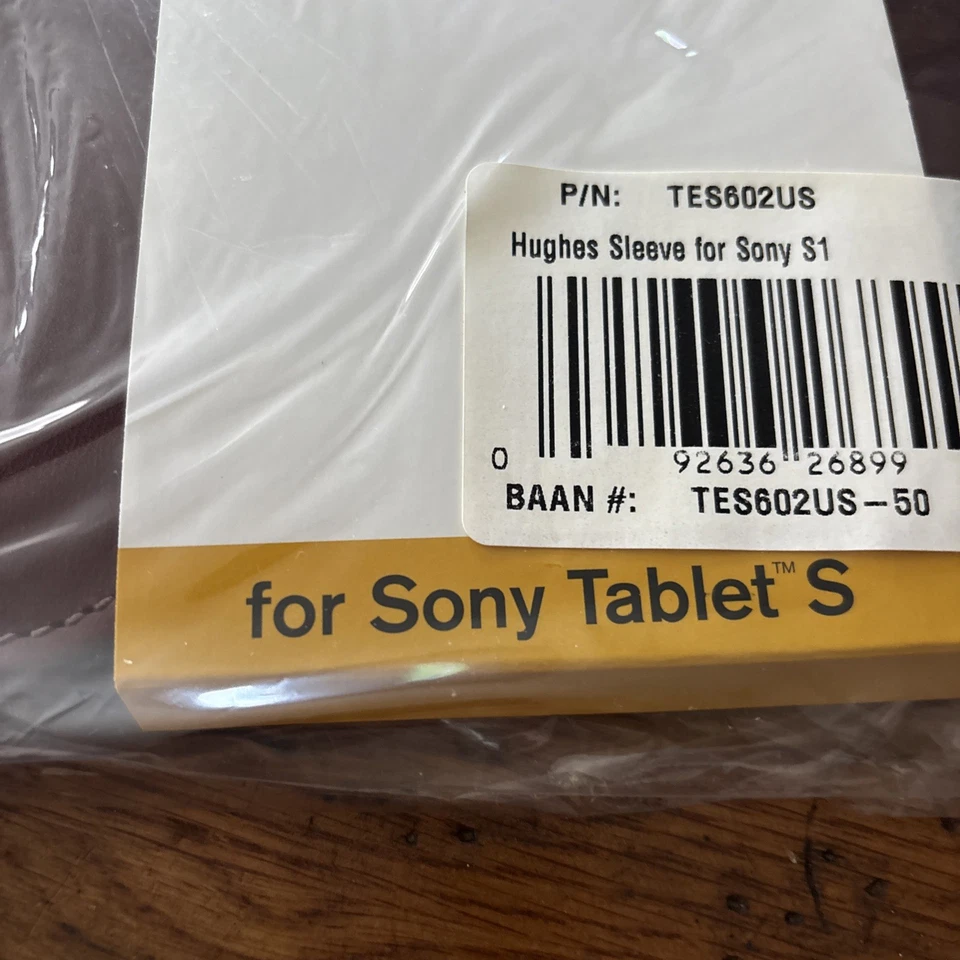 P/N: TES602US
Hughes Sleeve for Sony S1
0 92636 26899
BAAN #: TES602US-50
for Sony Tablet™ S